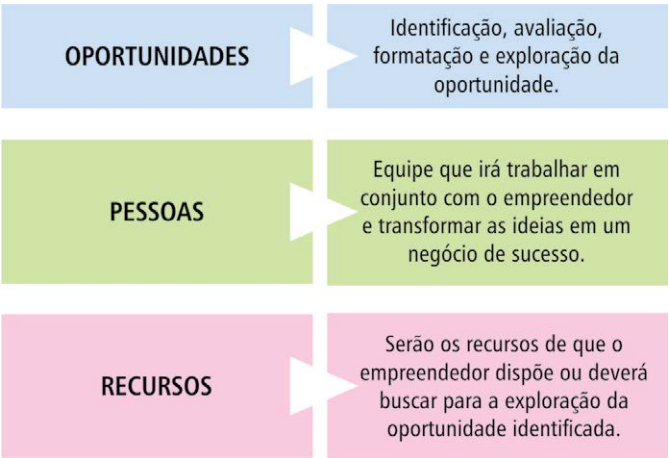 OPORTUNIDADES
Identificação, avaliação,
formatação e exploração da
oportunidade.
PESSOAS
Equipe que irá trabalhar em
conjunto com o empreendedor
e transformar as ideias em um
negócio de sucesso.
RECURSOS
Serão os recursos de que o
empreendedor dispõe ou deverá
buscar para a exploração da
oportunidade identificada.